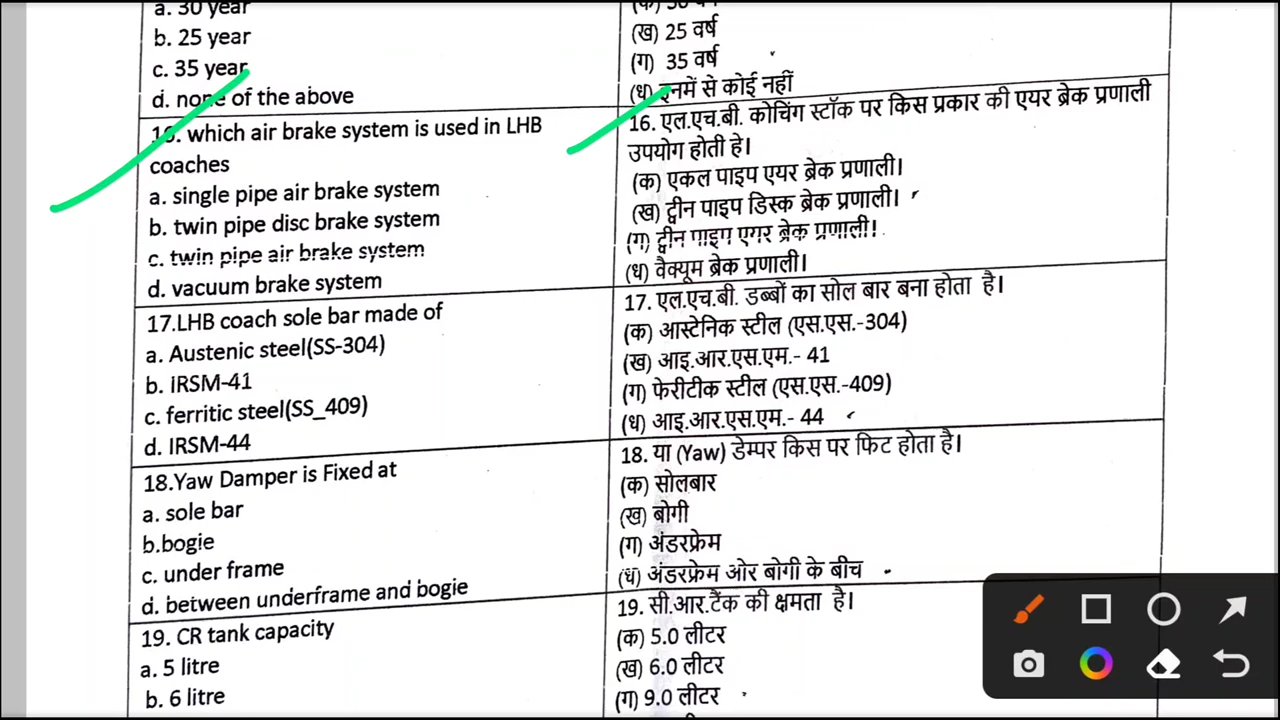 a. 30 year
b. 25 year
c. 35 year
d. none of the above
16. which air brake system is used in LHB
coaches
a. single pipe air brake system
b. twin pipe disc brake system
c. twin pipe air brake system
d. vacuum brake system
17.LHB coach sole bar made of
a. Austenic steel(SS-304)
b. IRSM-41
c. ferritic steel(SS_409)
d. IRSM-44
18.Yaw Damper is Fixed at
a. sole bar
b.bogie
c. under frame
d. between underframe and bogie
19. CR tank capacity
a. 5 litre
b. 6 litre
(क) 30 वर्ष
(ख) 25 वर्ष
(ग) 35 वर्ष
(ध) इनमें से कोई नहीं
16. एल.एच.बी. कोचिंग स्टॉक पर किस प्रकार की एयर ब्रेक प्रणाली
उपयोग होती हे।
(क) एकल पाइप एयर ब्रेक प्रणाली।
(ख) ट्वीन पाइप डिस्क ब्रेक प्रणाली।
(ग) ट्वीन पाइप एयर ब्रेक प्रणाली।
(ध) वैक्यूम ब्रेक प्रणाली।
17. एल.एच.बी. डब्बों का सोल बार बना होता है।
(क) आस्टेनिक स्टील (एस.एस.-304)
(ख) आइ.आर.एस.एम.- 41
(ग) फेरीटीक स्टील (एस.एस.-409)
(ध) आइ.आर.एस.एम.- 44
18. या (Yaw) डेम्पर किस पर फिट होता है।
(क) सोलबार
(ख) बोगी
(ग) अंडरफ्रेम
(ध) अंडरफ्रेम ओर बोगी के बीच
19. सी.आर.टैंक की क्षमता है।
(क) 5.0 लीटर
(ख) 6.0 लीटर
(ग) 9.0 लीटर